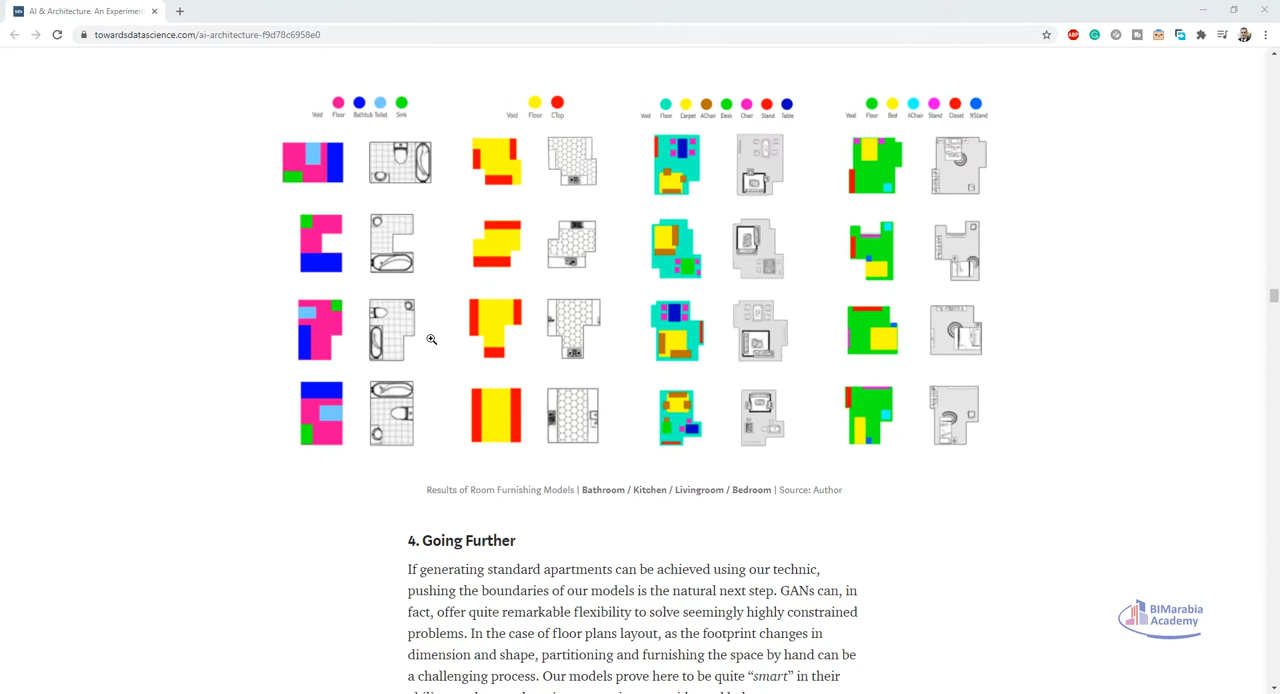 AI & Architecture. An Experimen
towardsdatascience.com/ai-architecture-f9d78c6958e0
Void Floor Bathtub Toilet Sink
Void Floor CTop
Void Floor Carpet AChair Desk Chair Stand Table
Void Floor Bed AChair Stand Closet NStand
Results of Room Furnishing Models | Bathroom / Kitchen / Livingroom / Bedroom | Source: Author
4. Going Further
If generating standard apartments can be achieved using our technic,
pushing the boundaries of our models is the natural next step. GANs can, in
fact, offer quite remarkable flexibility to solve seemingly highly constrained
problems. In the case of floor plans layout, as the footprint changes in
dimension and shape, partitioning and furnishing the space by hand can be
a challenging process. Our models prove here to be quite “smart” in their
BIMarabia
Academy